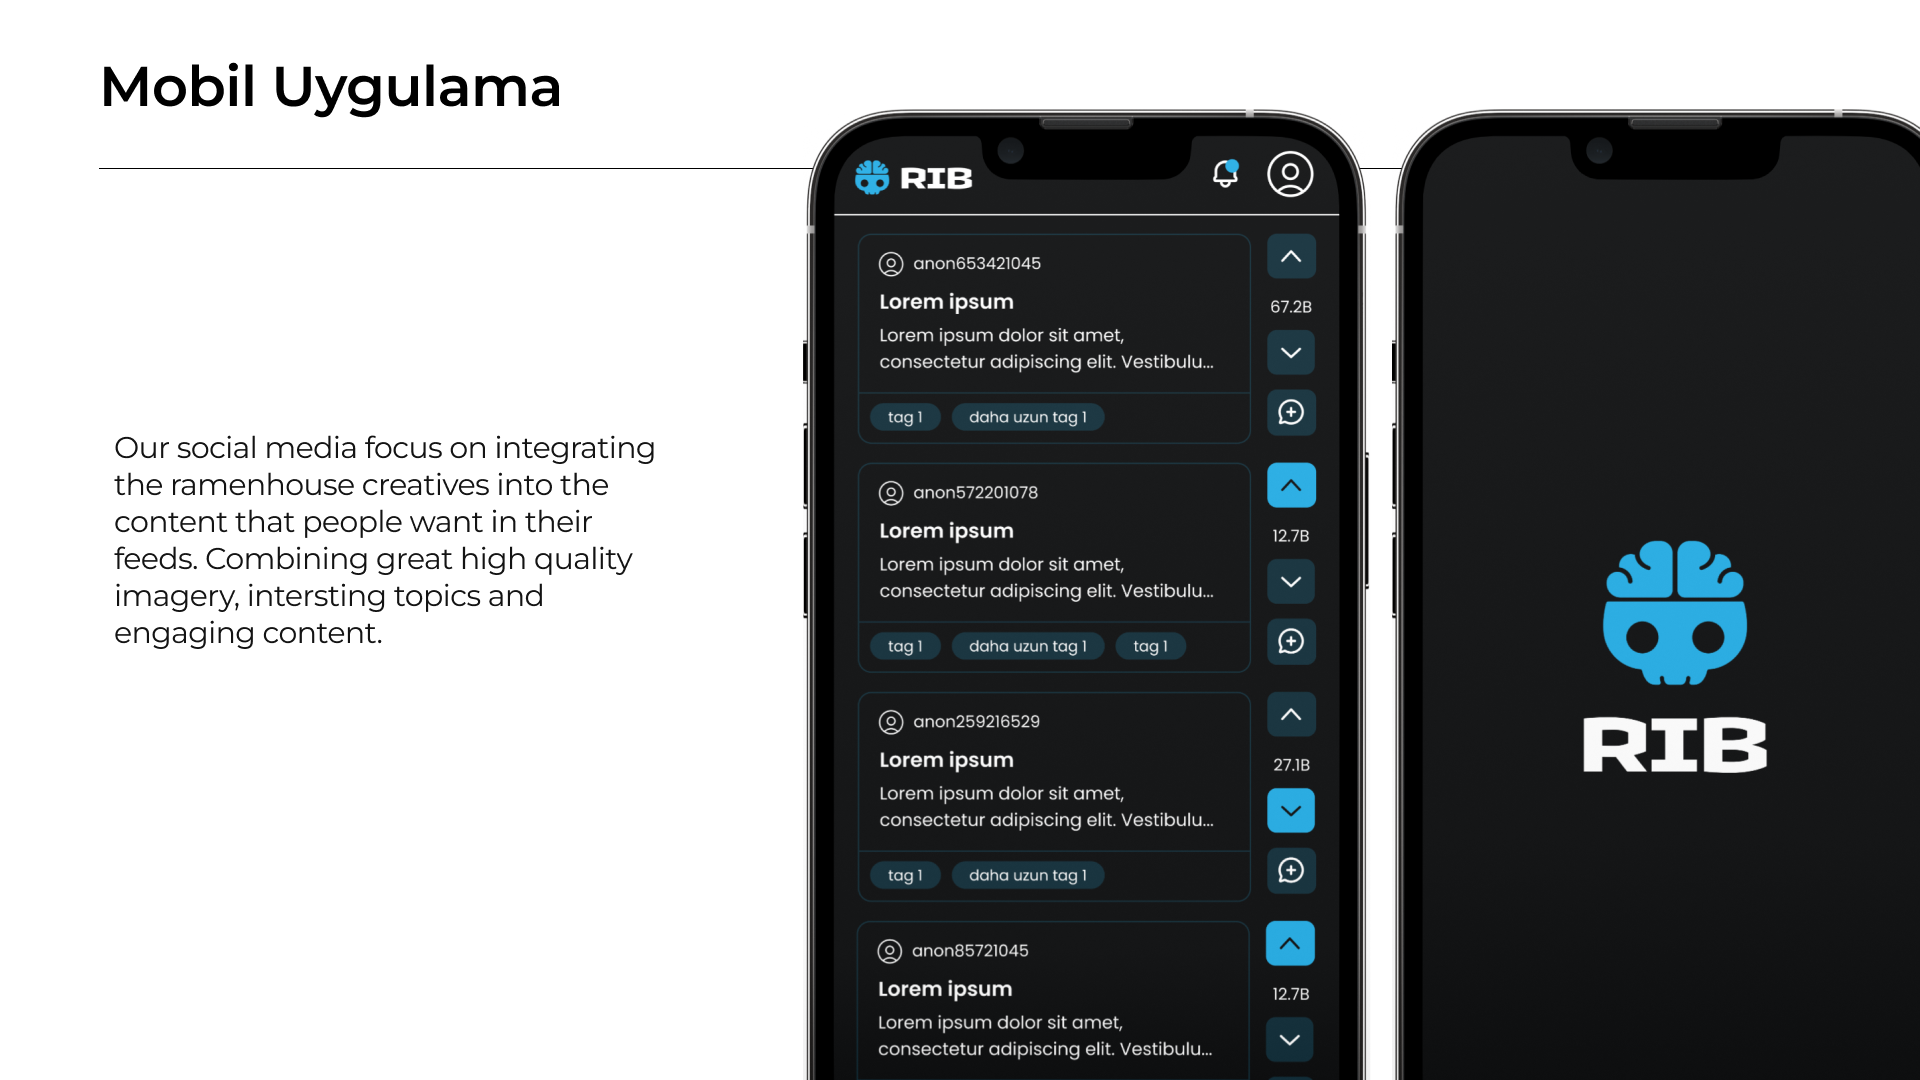 Mobil Uygulama
Our social media focus on integrating
the ramenhouse creatives into the
content that people want in their
feeds. Combining great high quality
imagery, intersting topics and
engaging content.
RIB
anon653421045
Lorem ipsum
Lorem ipsum dolor sit amet,
consectetur adipiscing elit. Vestibulu...
tag 1 daha uzun tag 1
67.2B
anon572201078
Lorem ipsum
Lorem ipsum dolor sit amet,
consectetur adipiscing elit. Vestibulu...
tag 1 daha uzun tag 1 tag 1
12.7B
anon259216529
Lorem ipsum
Lorem ipsum dolor sit amet,
consectetur adipiscing elit. Vestibulu...
tag 1 daha uzun tag 1
27.1B
anon85721045
Lorem ipsum
Lorem ipsum dolor sit amet,
consectetur adipiscing elit. Vestibulu...
12.7B
RIB